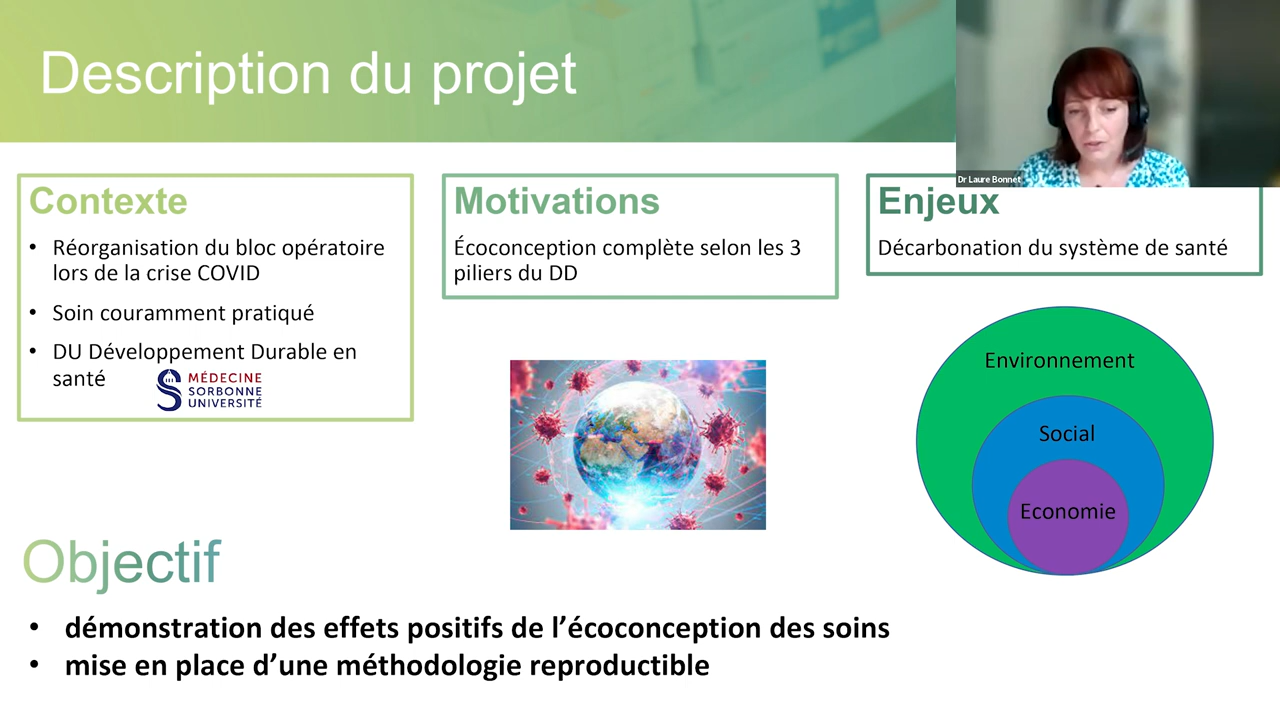 Description du projet
Dr Laure Bonnet
Contexte
• Réorganisation du bloc opératoire
lors de la crise COVID
• Soin couramment pratiqué
• DU Développement Durable en
santé
MÉDECINE
SORBONNE
UNIVERSITÉ
Motivations
Écoconception complète selon les 3
piliers du DD
Enjeux
Décarbonation du système de santé
Environnement
Social
Economie
Objectif
• démonstration des effets positifs de l’écoconception des soins
• mise en place d’une méthodologie reproductible